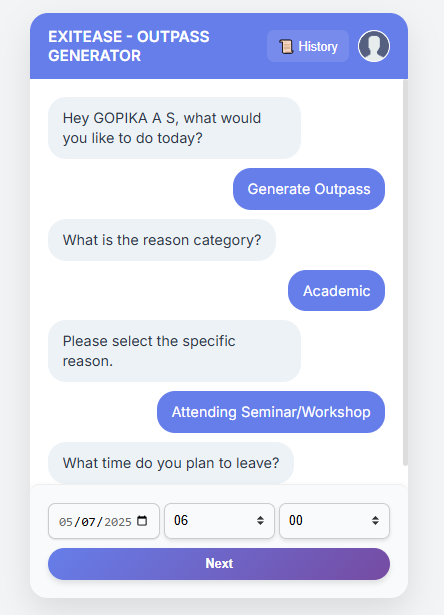 EXITEASE - OUTPASS
GENERATOR
📜 History
Hey GOPIKA A S, what would
you like to do today?
Generate Outpass
What is the reason category?
Academic
Please select the specific
reason.
Attending Seminar/Workshop
What time do you plan to leave?
05/07/2025 06 00
Next